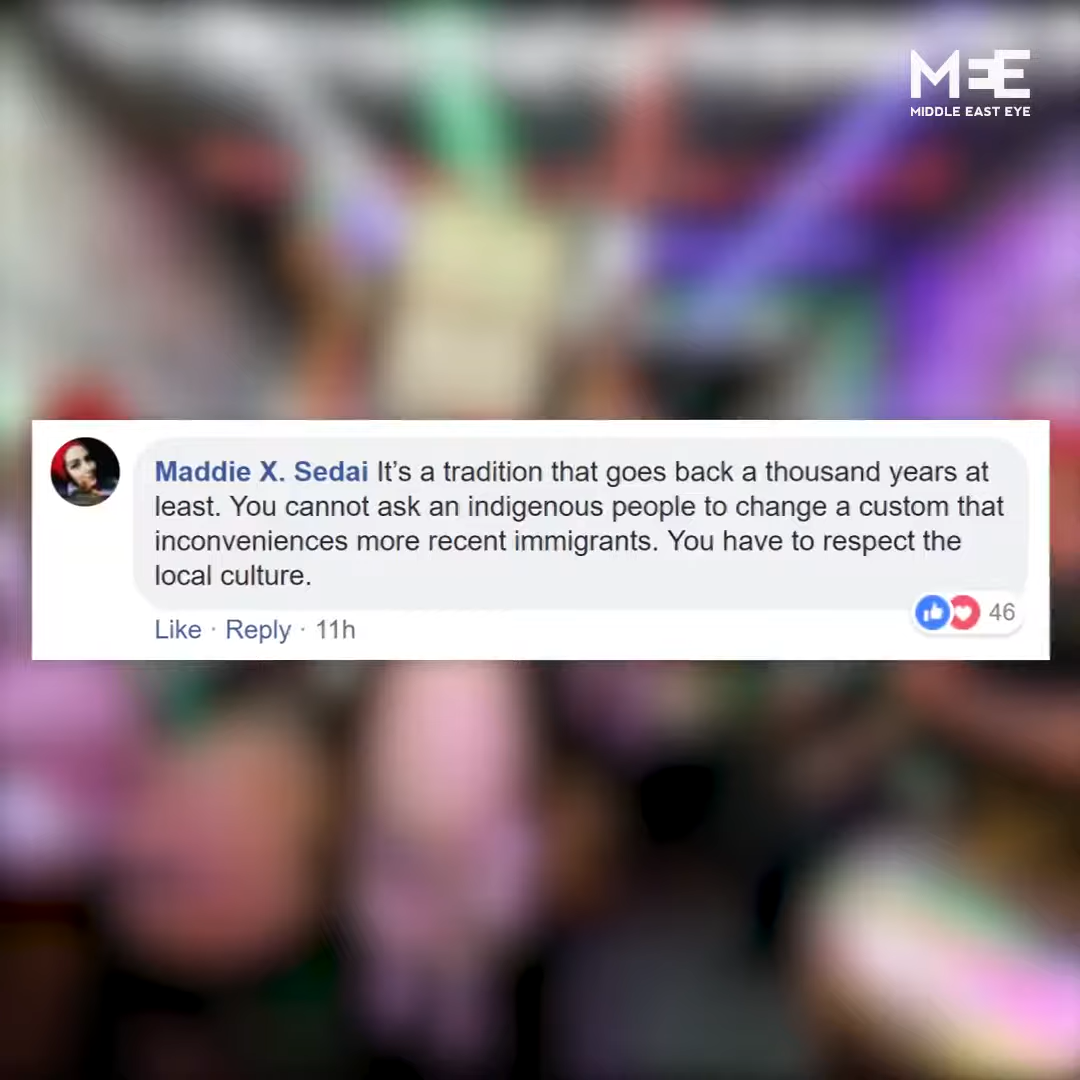 MEE
MIDDLE EAST EYE
Maddie X. Sedai It’s a tradition that goes back a thousand years at
least. You cannot ask an indigenous people to change a custom that
inconveniences more recent immigrants. You have to respect the
local culture.
Like · Reply · 11h
46